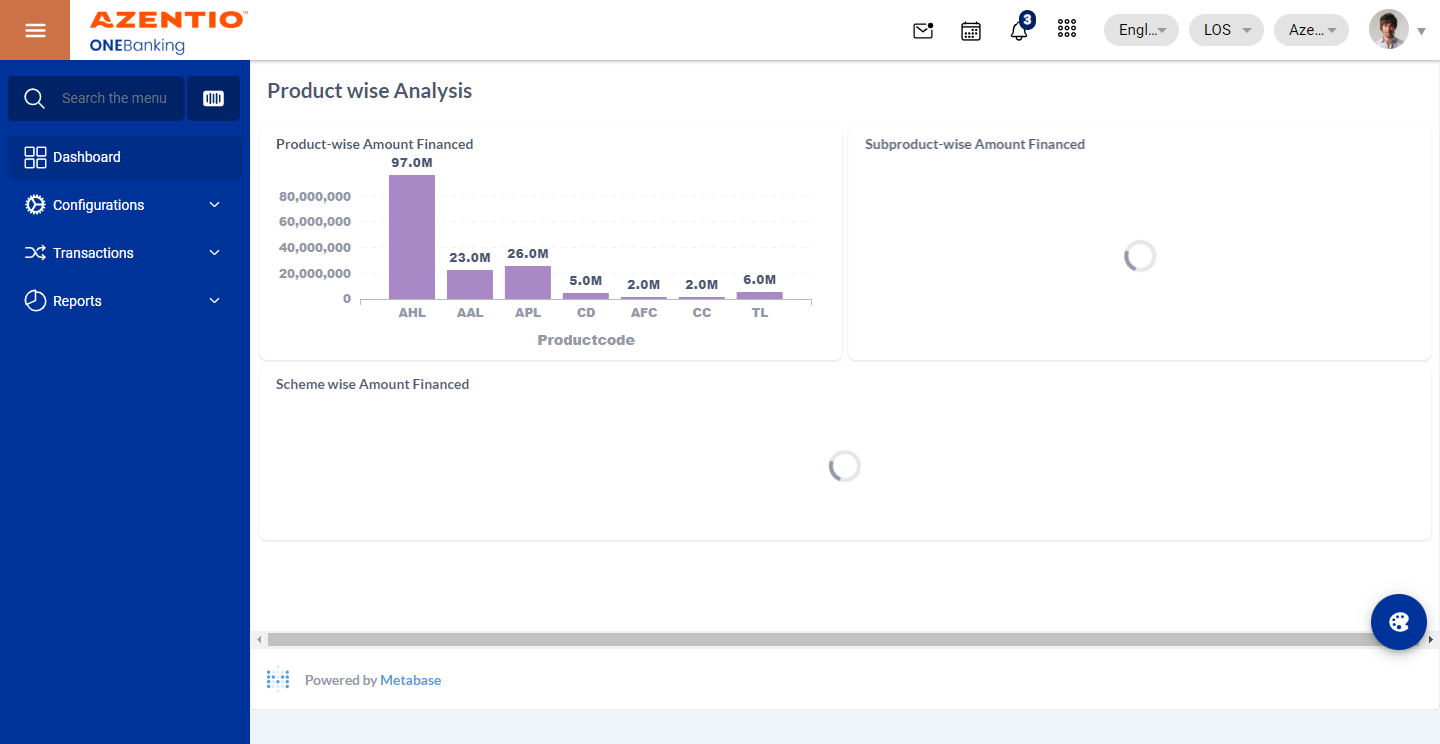 AZENTIO™
ONEBanking
3
Engl...
LOS
Aze...
Search the menu
Dashboard
Configurations
Transactions
Reports
Product wise Analysis
Product-wise Amount Financed
97.0M
80,000,000
60,000,000
40,000,000
20,000,000
0
23.0M
26.0M
5.0M
2.0M
2.0M
6.0M
AHL
AAL
APL
CD
AFC
CC
TL
Productcode
Subproduct-wise Amount Financed
Scheme wise Amount Financed
Powered by Metabase